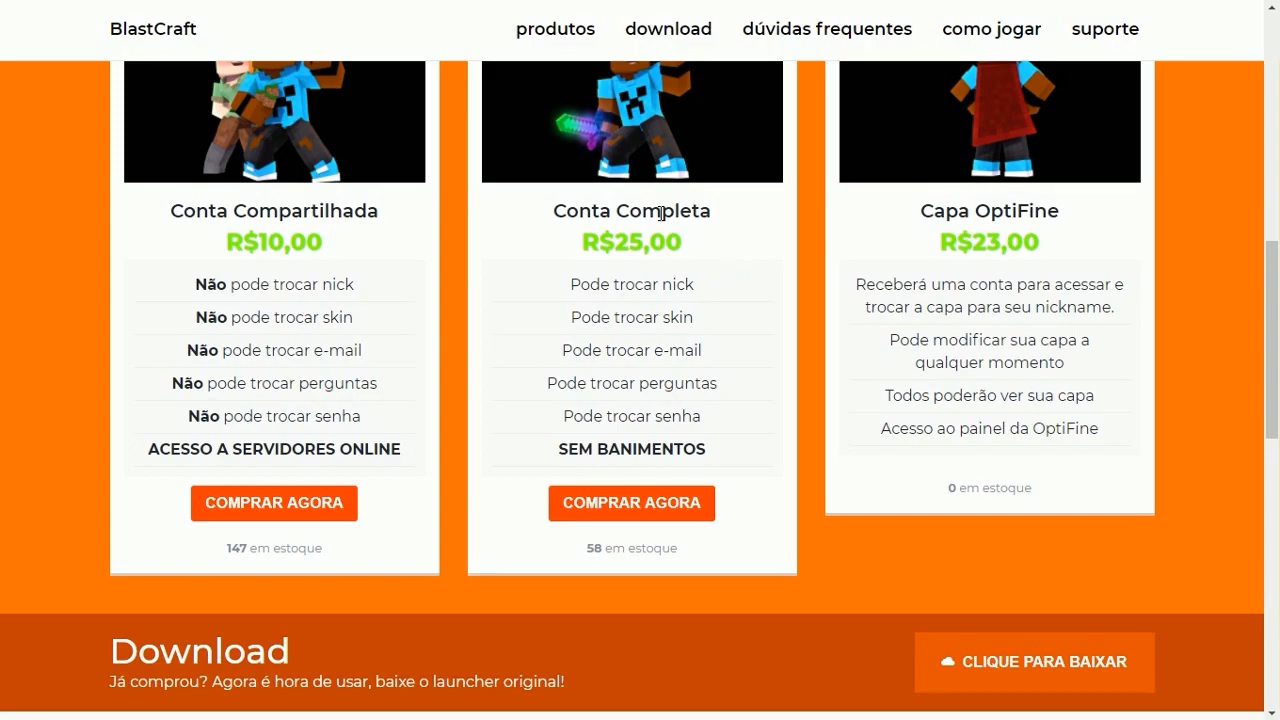 BlastCraft
produtos
download
dúvidas frequentes
como jogar
suporte
Conta Compartilhada
R$10,00
Não pode trocar nick
Não pode trocar skin
Não pode trocar e-mail
Não pode trocar perguntas
Não pode trocar senha
ACESSO A SERVIDORES ONLINE
COMPRAR AGORA
147 em estoque
Conta Completa
R$25,00
Pode trocar nick
Pode trocar skin
Pode trocar e-mail
Pode trocar perguntas
Pode trocar senha
SEM BANIMENTOS
COMPRAR AGORA
58 em estoque
Capa OptiFine
R$23,00
Receberá uma conta para acessar e
trocar a capa para seu nickname.
Pode modificar sua capa a
qualquer momento
Todos poderão ver sua capa
Acesso ao painel da OptiFine
0 em estoque
Download
Já comprou? Agora é hora de usar, baixe o launcher original!
CLIQUE PARA BAIXAR